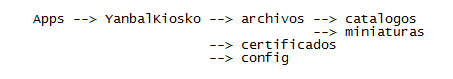 Apps --> YanbalKiosko --> archivos --> catalogos
--> miniaturas
--> certificados
--> config